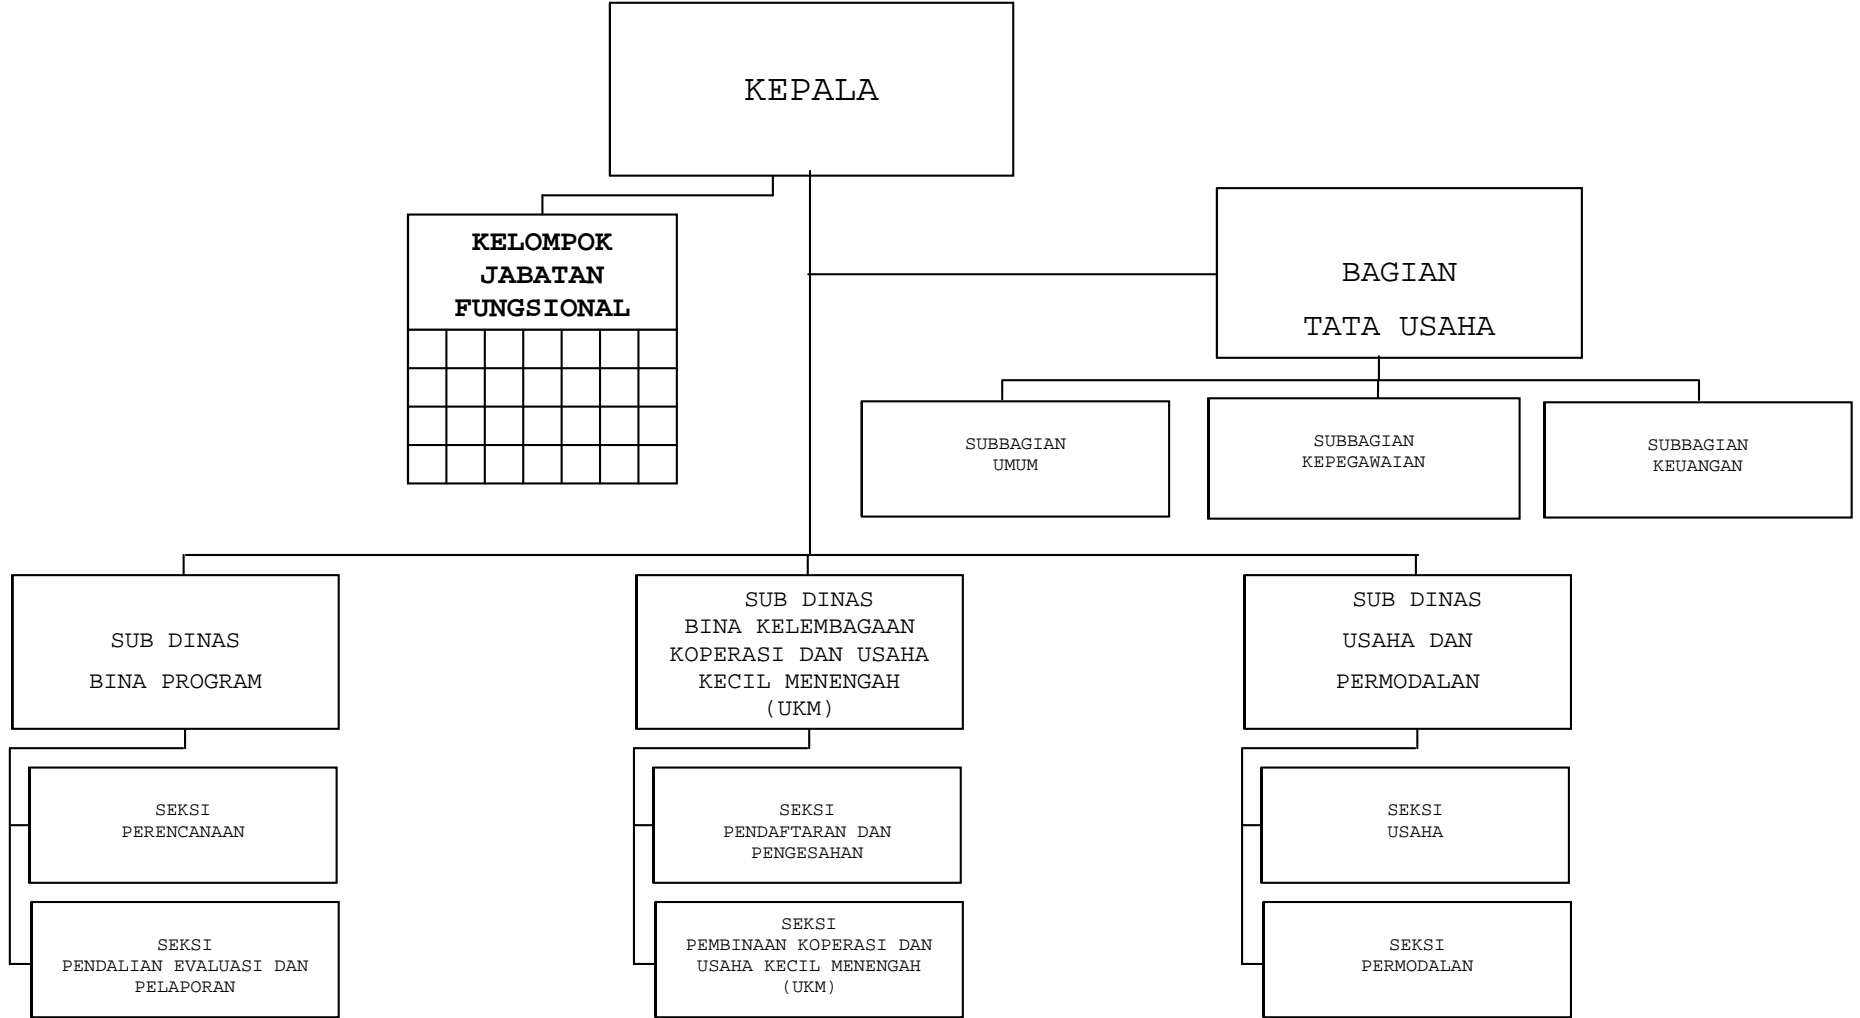 KEPALA
KELOMPOK
JABATAN
FUNGSIONAL
BAGIAN
TATA USAHA
SUBBAGIAN
UMUM
SUBBAGIAN
KEPEGAWAIAN
SUBBAGIAN
KEUANGAN
SUB DINAS
BINA PROGRAM
SUB DINAS
BINA KELEMBAGAAN
KOPERASI DAN USAHA
KECIL MENENGAH
(UKM)
SUB DINAS
USAHA DAN
PERMODALAN
SEKSI
PERENCANAAN
SEKSI
PENDAFTARAN DAN
PENGESAHAN
SEKSI
USAHA
SEKSI
PENDALIAN EVALUASI DAN
PELAPORAN
SEKSI
PEMBINAAN KOPERASI DAN
USAHA KECIL MENENGAH
(UKM)
SEKSI
PERMODALAN